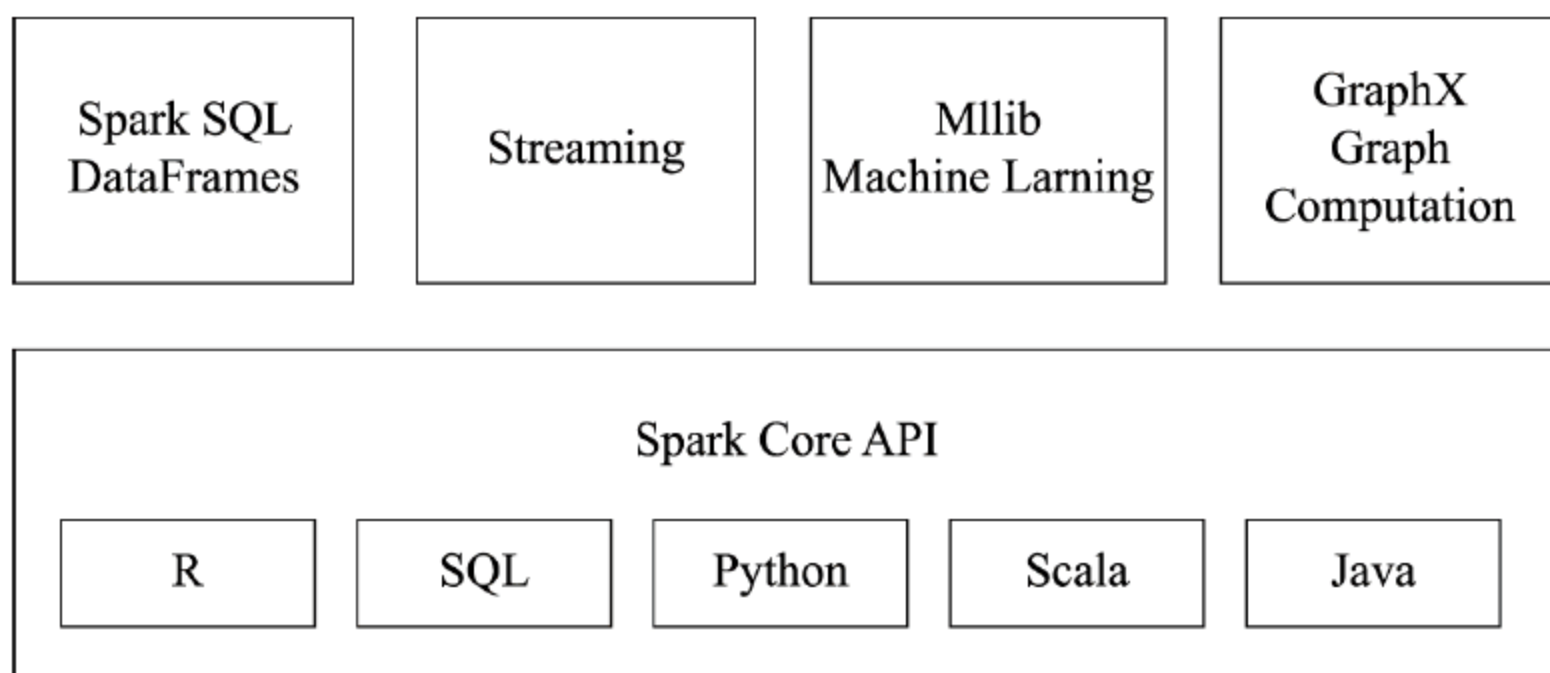 Spark SQL
DataFrames
Streaming
Mllib
Machine Larning
GraphX
Graph
Computation
Spark Core API
R
SQL
Python
Scala
Java